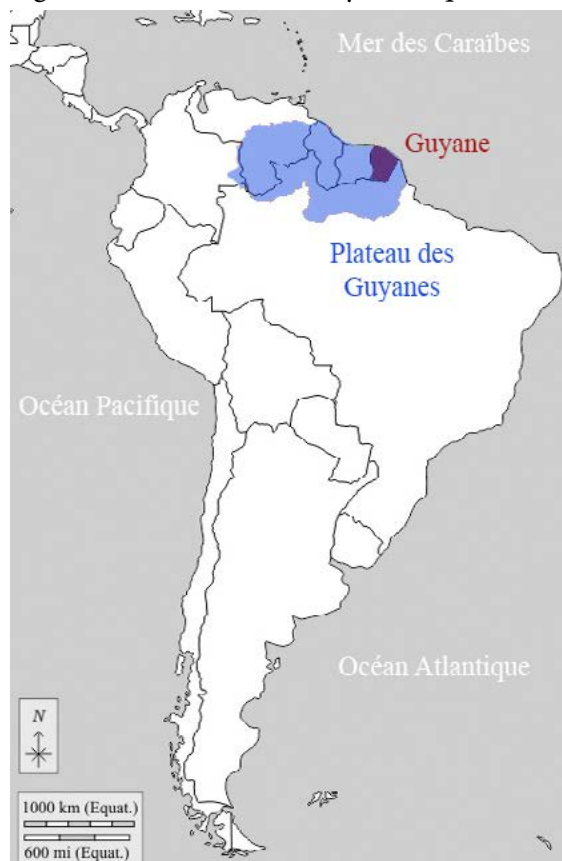 Mer des Caraïbes
Guyane
Plateau des
Guyanes
Océan Pacifique
Océan Atlantique
N
1000 km (Equat.)
600 mi (Equat.)